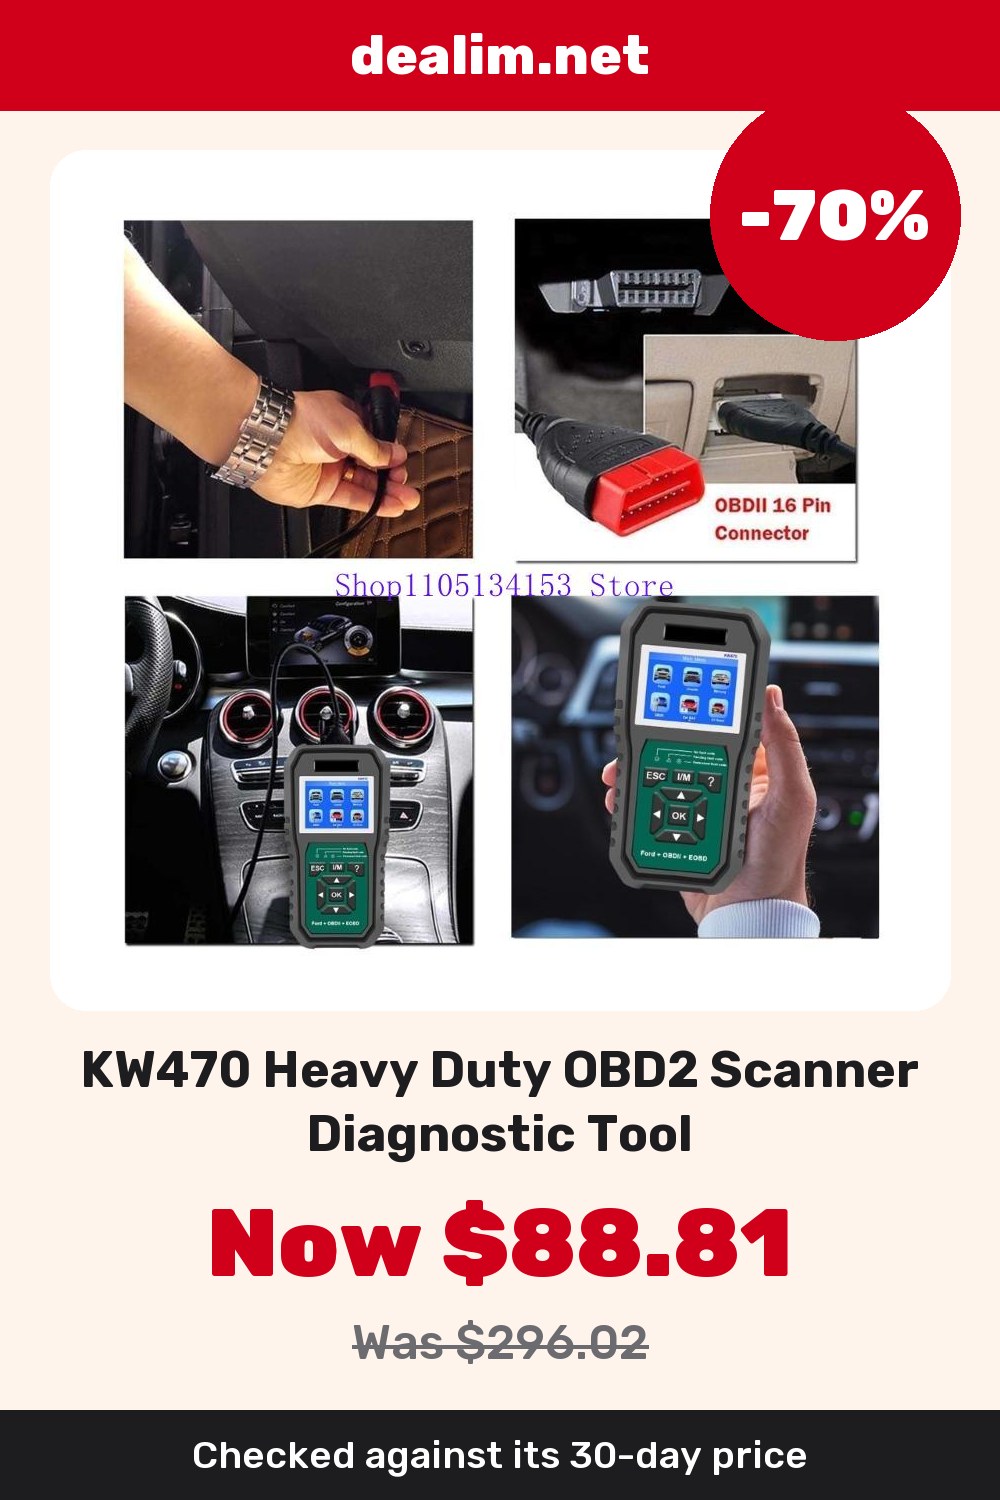 dealim.net
-70%
OBDII 16 Pin
Connector
Shop1105134153 Store
Configuration
KW470
ESC I/M ?
OK
Ford + OBDII + EOBD
ESC I/M ?
OK
Ford + OBDII + EOBD
KW470 Heavy Duty OBD2 Scanner
Diagnostic Tool
Now $88.81
Was $296.02
Checked against its 30-day price